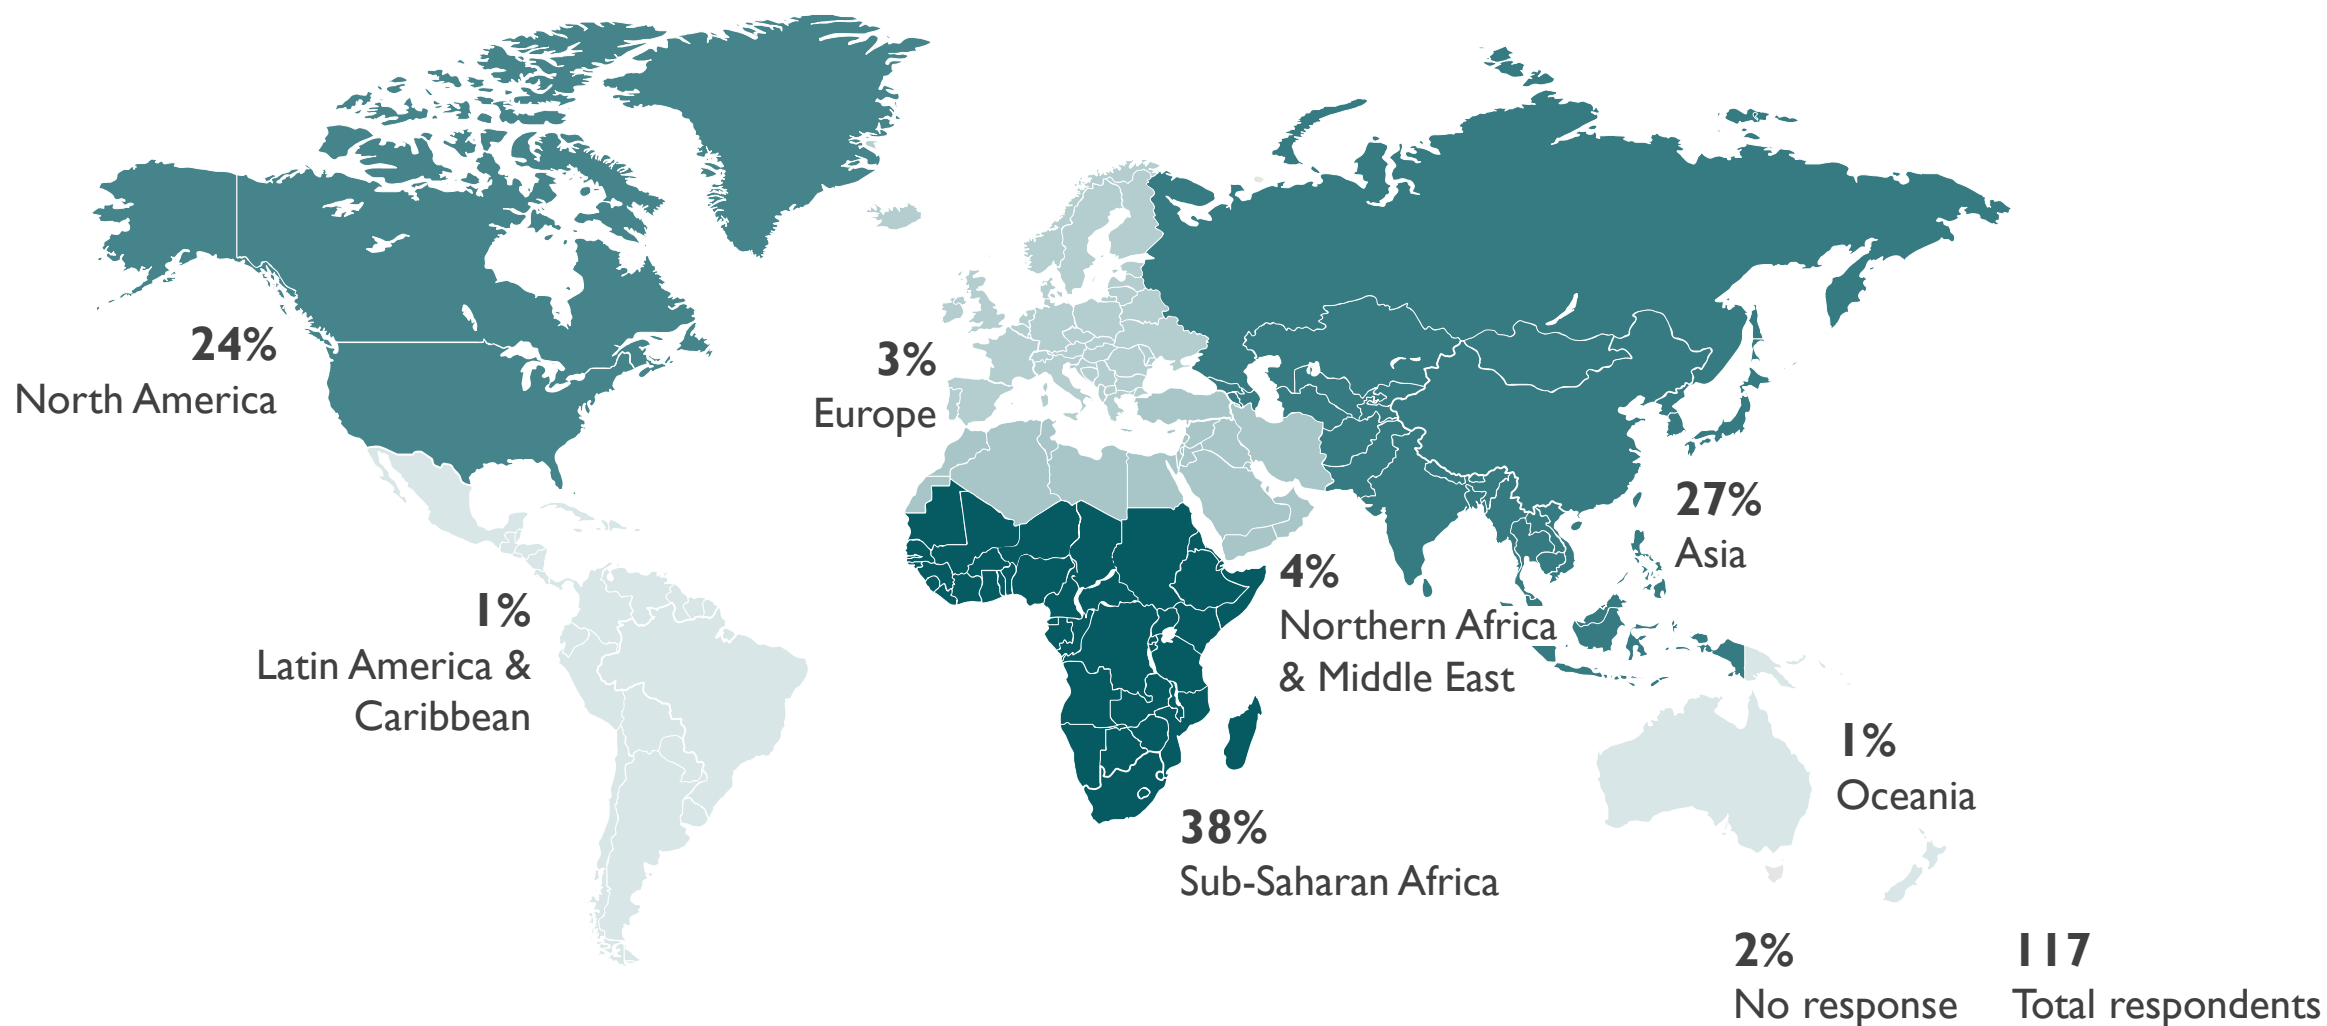 24%
North America
3%
Europe
27%
Asia
4%
Northern Africa
& Middle East
1%
Latin America &
Caribbean
1%
Oceania
38%
Sub-Saharan Africa
2%
No response
117
Total respondents